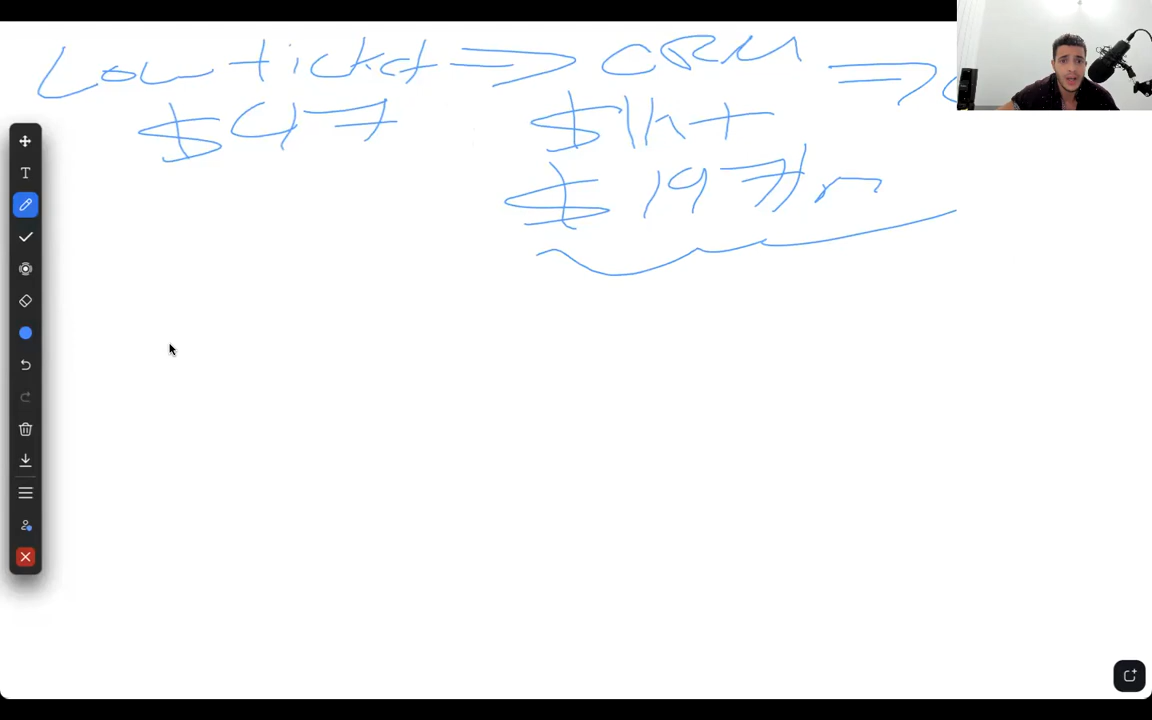 Low ticket => CRM =>
$47 $1k+
$197/m
T